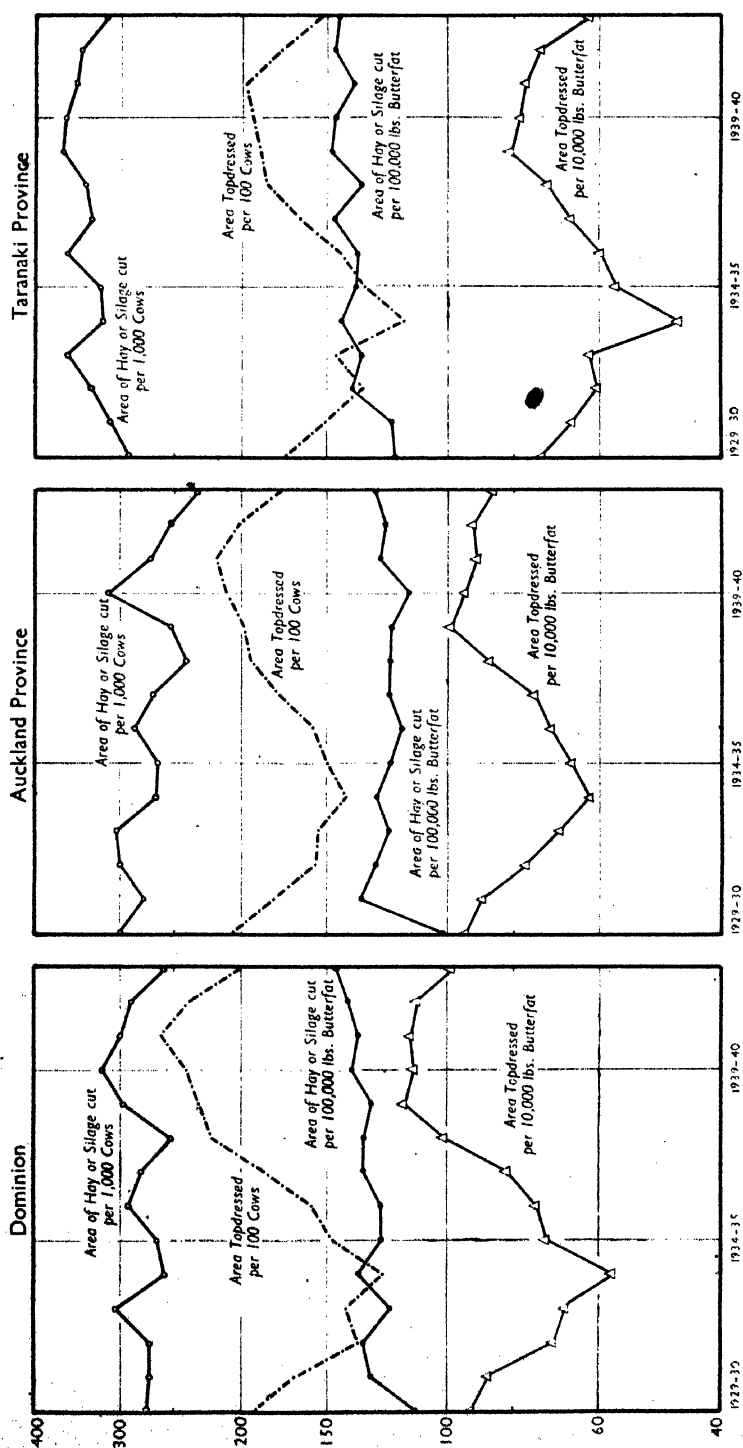 Dominion
Area of Hay or Silage cut
per 1,000 Cows
Area Topdressed
per 100 Cows
Area of Hay or Silage cut
per 100,000 lbs. Butterfat
Area Topdressed
per 10,000 lbs. Butterfat
400
300
200
150
100
60
40
1929-30
1934-35
1939-40
Auckland Province
Area of Hay or Silage cut
per 1,000 Cows
Area Topdressed
per 100 Cows
Area of Hay or Silage cut
per 100,000 lbs. Butterfat
Area Topdressed
per 10,000 lbs. Butterfat
1929-30
1934-35
1939-40
Taranaki Province
Area of Hay or Silage cut
per 1,000 Cows
Area Topdressed
per 100 Cows
Area of Hay or Silage cut
per 100,000 lbs. Butterfat
Area Topdressed
per 10,000 lbs. Butterfat
1929-30
1934-35
1939-40